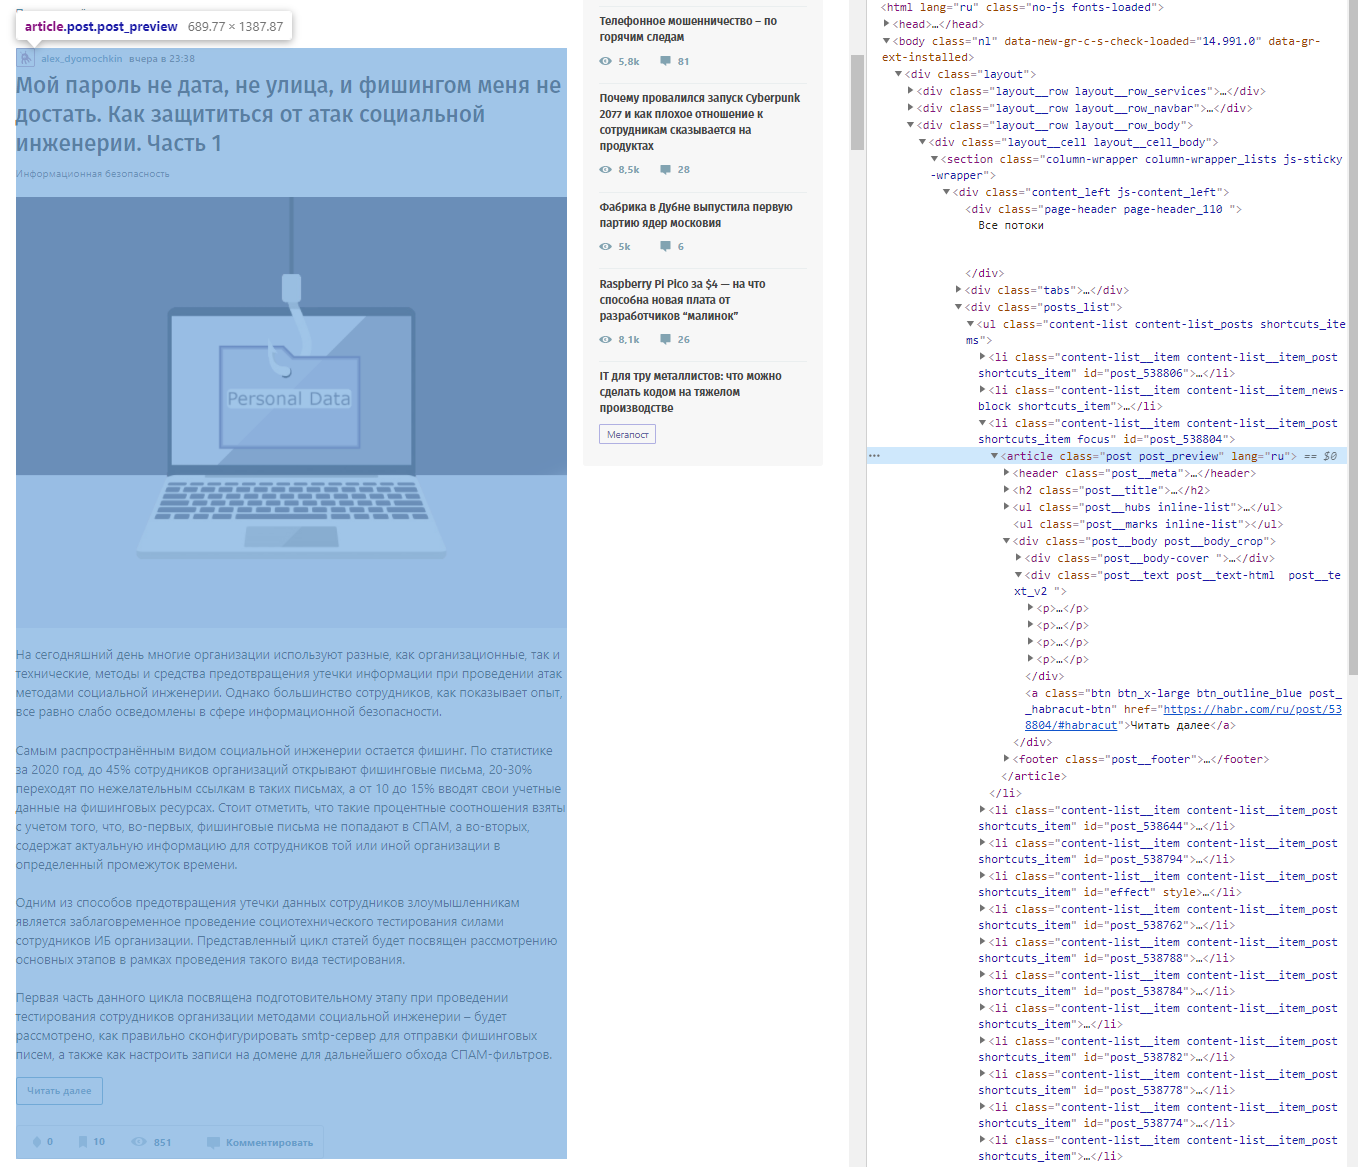 article.post.post_preview 689.77 × 1387.87
alex_dyomochkin вчера в 23:38
Мой пароль не дата, не улица, и фишингом меня не
достать. Как защититься от атак социальной
инженерии. Часть 1
Информационная безопасность
Personal Data
На сегодняшний день многие организации используют разные, как организационные, так и
технические, методы и средства предотвращения утечки информации при проведении атак
методами социальной инженерии. Однако большинство сотрудников, как показывает опыт,
все равно слабо осведомлены в сфере информационной безопасности.
Самым распространённым видом социальной инженерии остается фишинг. По статистике
за 2020 год, до 45% сотрудников организаций открывают фишинговые письма, 20-30%
переходят по нежелательным ссылкам в таких письмах, а от 10 до 15% вводят свои учетные
данные на фишинговых ресурсах. Стоит отметить, что такие процентные соотношения взяты
с учетом того, что, во-первых, фишинговые письма не попадают в СПАМ, а во-вторых,
содержат актуальную информацию для сотрудников той или иной организации в
определенный промежуток времени.
Одним из способов предотвращения утечки данных сотрудников злоумышленникам
является заблаговременное проведение социотехнического тестирования силами
сотрудников ИБ организации. Представленный цикл статей будет посвящен рассмотрению
основных этапов в рамках проведения такого вида тестирования.
Первая часть данного цикла посвящена подготовительному этапу при проведении
тестирования сотрудников организации методами социальной инженерии – будет
рассмотрено, как правильно сконфигурировать smtp-сервер для отправки фишинговых
писем, а также как настроить записи на домене для дальнейшего обхода СПАМ-фильтров.
Читать далее
0 10 851 Комментировать
Телефонное мошенничество – по
горячим следам
5,8k 81
Почему провалился запуск Cyberpunk
2077 и как плохое отношение к
сотрудникам сказывается на
продуктах
8,5k 28
Фабрика в Дубне выпустила первую
партию ядер московия
5k 6
Raspberry Pi Pico за $4 — на что
способна новая плата от
разработчиков “малинок”
8,1k 26
IT для тру металлистов: что можно
сделать кодом на тяжелом
производстве
Мегапост
<html lang="ru" class="no-js fonts-loaded">
<head>…</head>
<body class="nl" data-new-gr-c-s-check-loaded="14.991.0" data-gr-
ext-installed>
<div class="layout">
<div class="layout__row layout__row_services">…</div>
<div class="layout__row layout__row_navbar">…</div>
<div class="layout__row layout__row_body">
<div class="layout__cell layout__cell_body">
<section class="column-wrapper column-wrapper_lists js-sticky
-wrapper">
<div class="content_left js-content_left">
<div class="page-header page-header_110 ">
Все потоки
</div>
<div class="tabs">…</div>
<div class="posts_list">
<ul class="content-list content-list_posts shortcuts_ite
ms">
<li class="content-list__item content-list__item_post
shortcuts_item" id="post_538806">…</li>
<li class="content-list__item content-list__item_news-
block shortcuts_item">…</li>
<li class="content-list__item content-list__item_post
shortcuts_item focus" id="post_538804">
… <article class="post post_preview" lang="ru"> == $0
<header class="post__meta">…</header>
<h2 class="post__title">…</h2>
<ul class="post__hubs inline-list">…</ul>
<ul class="post__marks inline-list"></ul>
<div class="post__body post__body_crop">
<div class="post__body-cover ">…</div>
<div class="post__text post__text-html  post__te
xt_v2 ">
<p>…</p>
<p>…</p>
<p>…</p>
<p>…</p>
</div>
<a class="btn btn_x-large btn_outline_blue post_
_habracut-btn" href="https://habr.com/ru/post/53
8804/#habracut">Читать далее</a>
</div>
<footer class="post__footer">…</footer>
</article>
</li>
<li class="content-list__item content-list__item_post
shortcuts_item" id="post_538644">…</li>
<li class="content-list__item content-list__item_post
shortcuts_item" id="post_538794">…</li>
<li class="content-list__item content-list__item_post
shortcuts_item" id="effect" style>…</li>
<li class="content-list__item content-list__item_post
shortcuts_item" id="post_538762">…</li>
<li class="content-list__item content-list__item_post
shortcuts_item" id="post_538788">…</li>
<li class="content-list__item content-list__item_post
shortcuts_item" id="post_538784">…</li>
<li class="content-list__item content-list__item_post
shortcuts_item">…</li>
<li class="content-list__item content-list__item_post
shortcuts_item" id="post_538782">…</li>
<li class="content-list__item content-list__item_post
shortcuts_item" id="post_538778">…</li>
<li class="content-list__item content-list__item_post
shortcuts_item" id="post_538774">…</li>
<li class="content-list__item content-list__item_post
shortcuts_item">…</li>